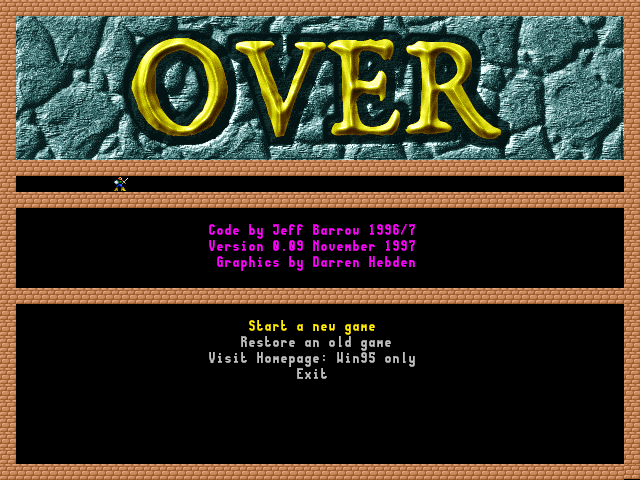 OVER
Code by Jeff Barrow 1996/7
Version 0.09 November 1997
Graphics by Darren Hebden
Start a new game
Restore an old game
Visit Homepage: Win95 only
Exit